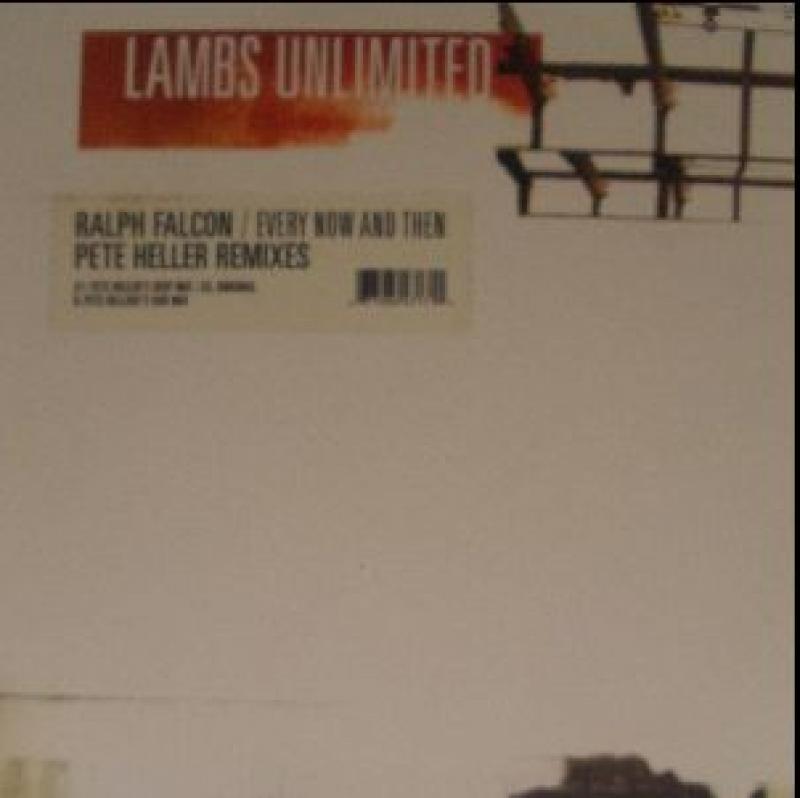 LAMBS UNLIMITED
RALPH FALCON / EVERY NOW AND THEN
PETE HELLER REMIXES